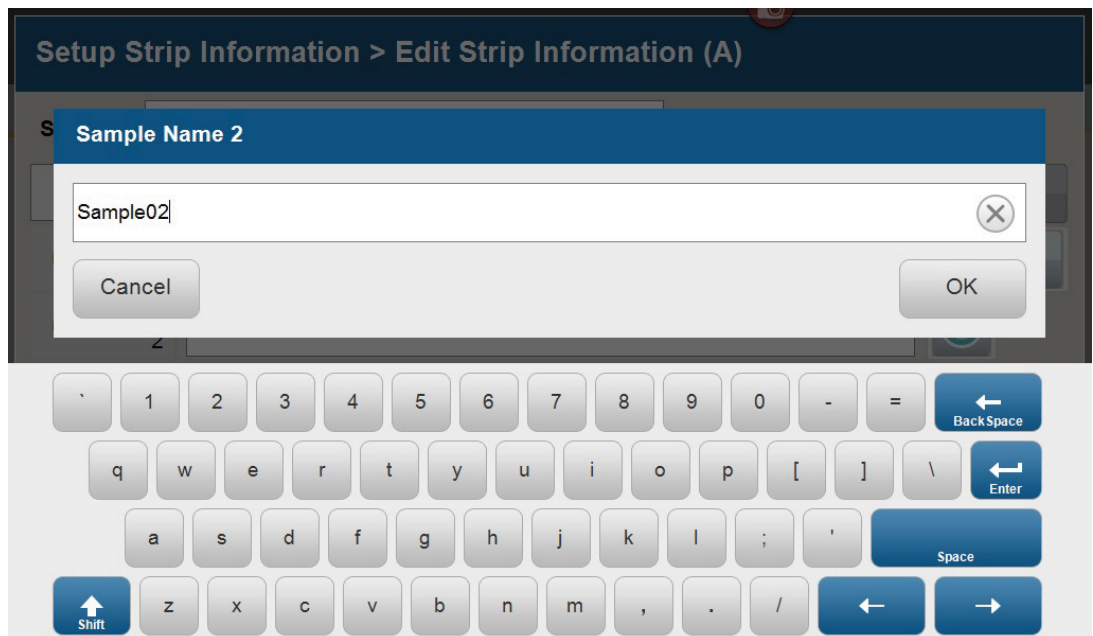 Setup Strip Information > Edit Strip Information (A)
S
Sample Name 2
Sample02
Cancel
OK
2
` 1 2 3 4 5 6 7 8 9 0 - = BackSpace
q w e r t y u i o p [ ] \ Enter
a s d f g h j k l ; ' Space
Shift z x c v b n m , . /